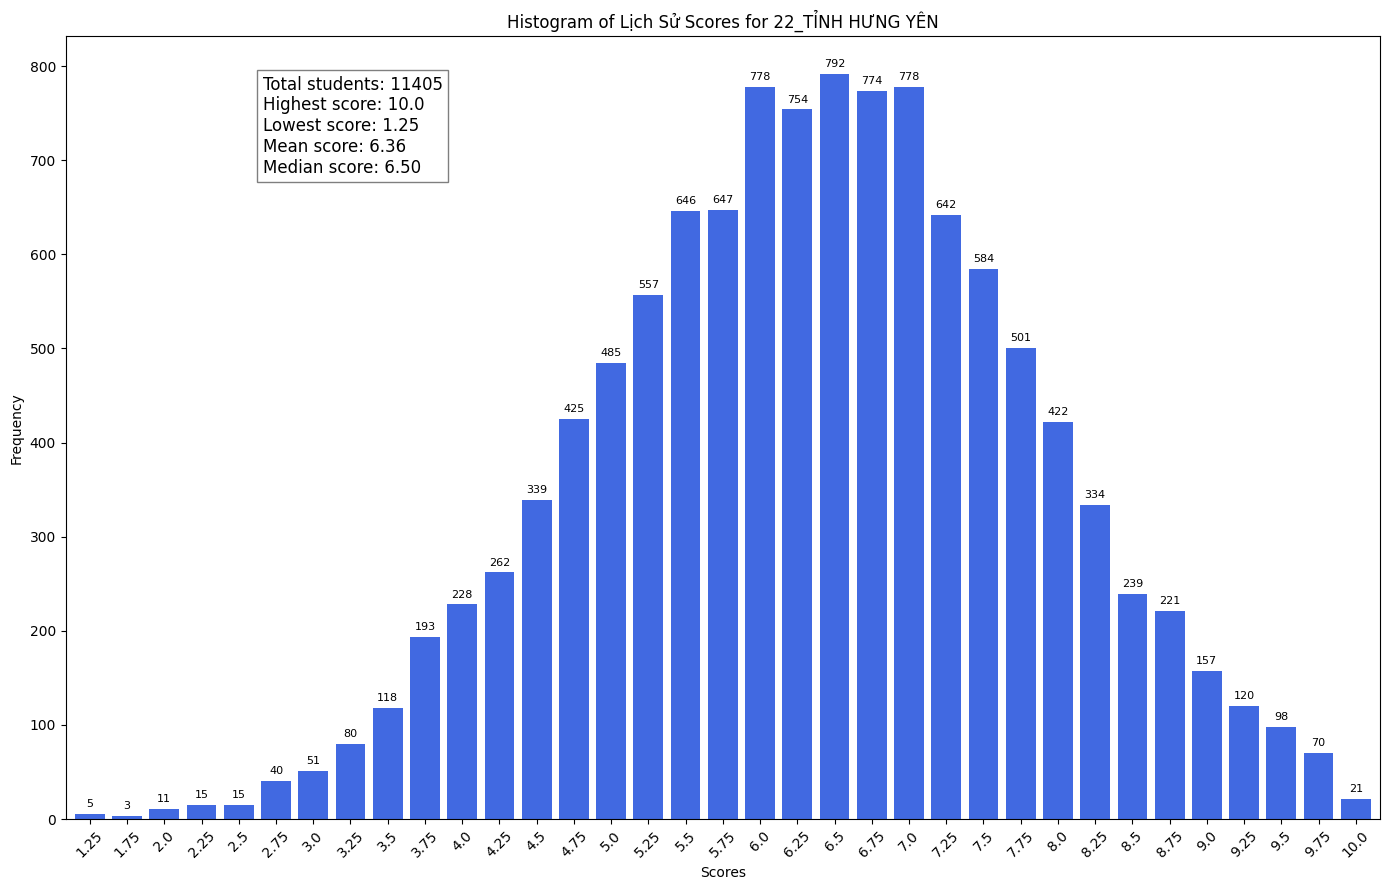 Histogram of Lịch Sử Scores for 22_TỈNH HƯNG YÊN
Total students: 11405
Highest score: 10.0
Lowest score: 1.25
Mean score: 6.36
Median score: 6.50
Frequency
800
700
600
500
400
300
200
100
0
5 3 11 15 15 40 51 80 118 193 228 262 339 425 485 557 646 647 778 754 792 774 778 642 584 501 422 334 239 221 157 120 98 70 21
1.25 1.75 2.0 2.25 2.5 2.75 3.0 3.25 3.5 3.75 4.0 4.25 4.5 4.75 5.0 5.25 5.5 5.75 6.0 6.25 6.5 6.75 7.0 7.25 7.5 7.75 8.0 8.25 8.5 8.75 9.0 9.25 9.5 9.75 10.0
Scores